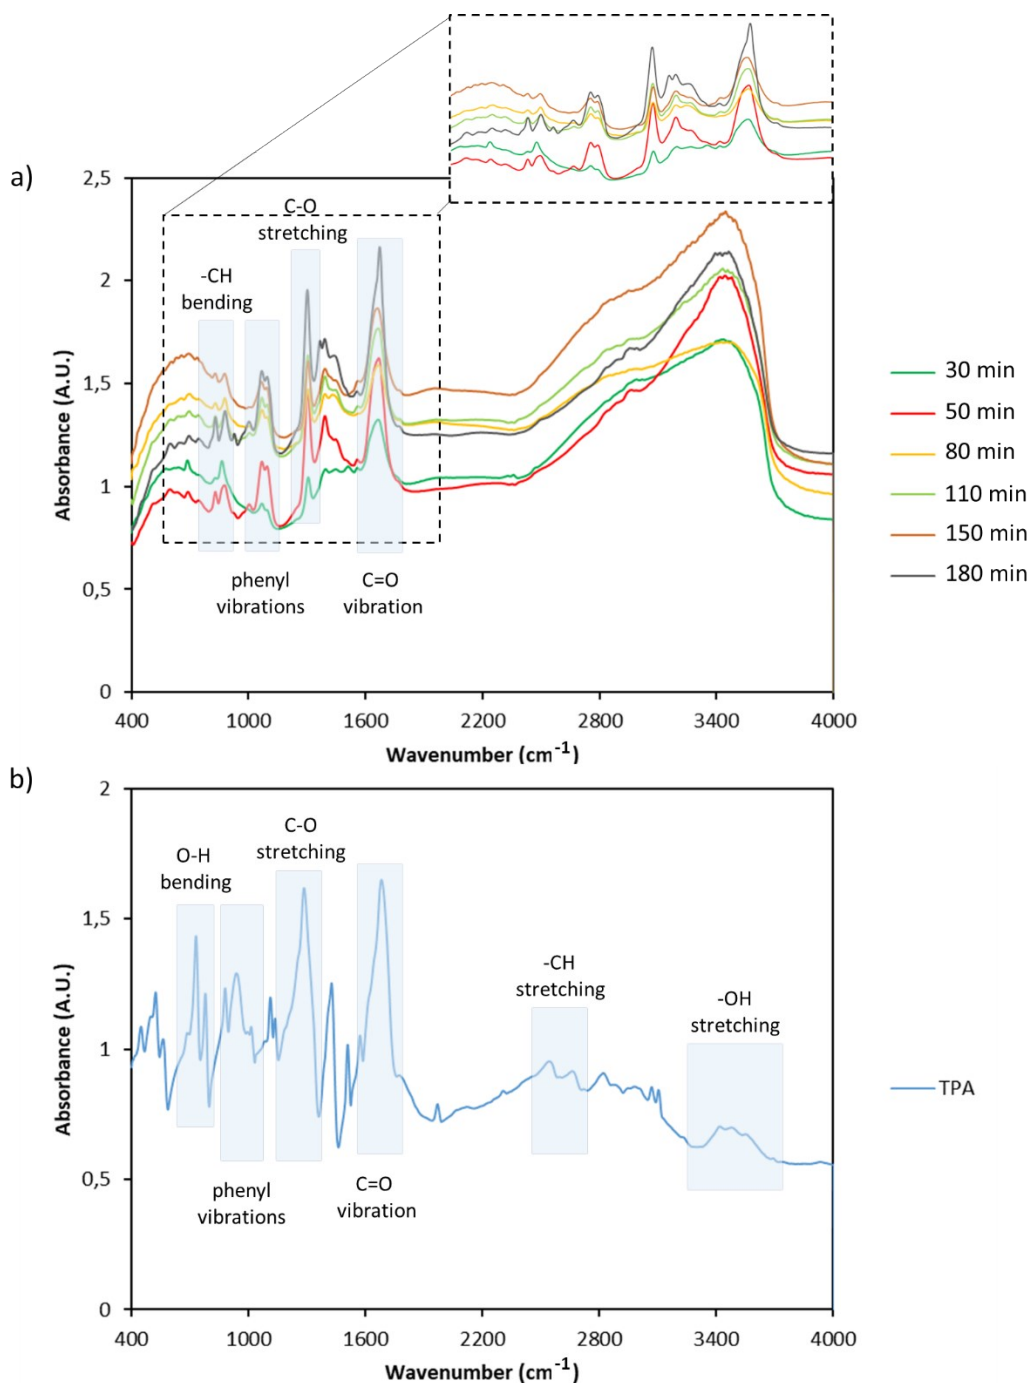 a)
2,5
2
1,5
1
0,5
0
Absorbance (A.U.)
C-O
stretching
-CH
bending
phenyl
vibrations
C=O
vibration
400
1000
1600
2200
2800
3400
4000
Wavenumber (cm⁻¹)
30 min
50 min
80 min
110 min
150 min
180 min
b)
2
1,5
1
0,5
0
Absorbance (A.U.)
O-H
bending
C-O
stretching
phenyl
vibrations
C=O
vibration
-CH
stretching
-OH
stretching
TPA
400
1000
1600
2200
2800
3400
4000
Wavenumber (cm⁻¹)